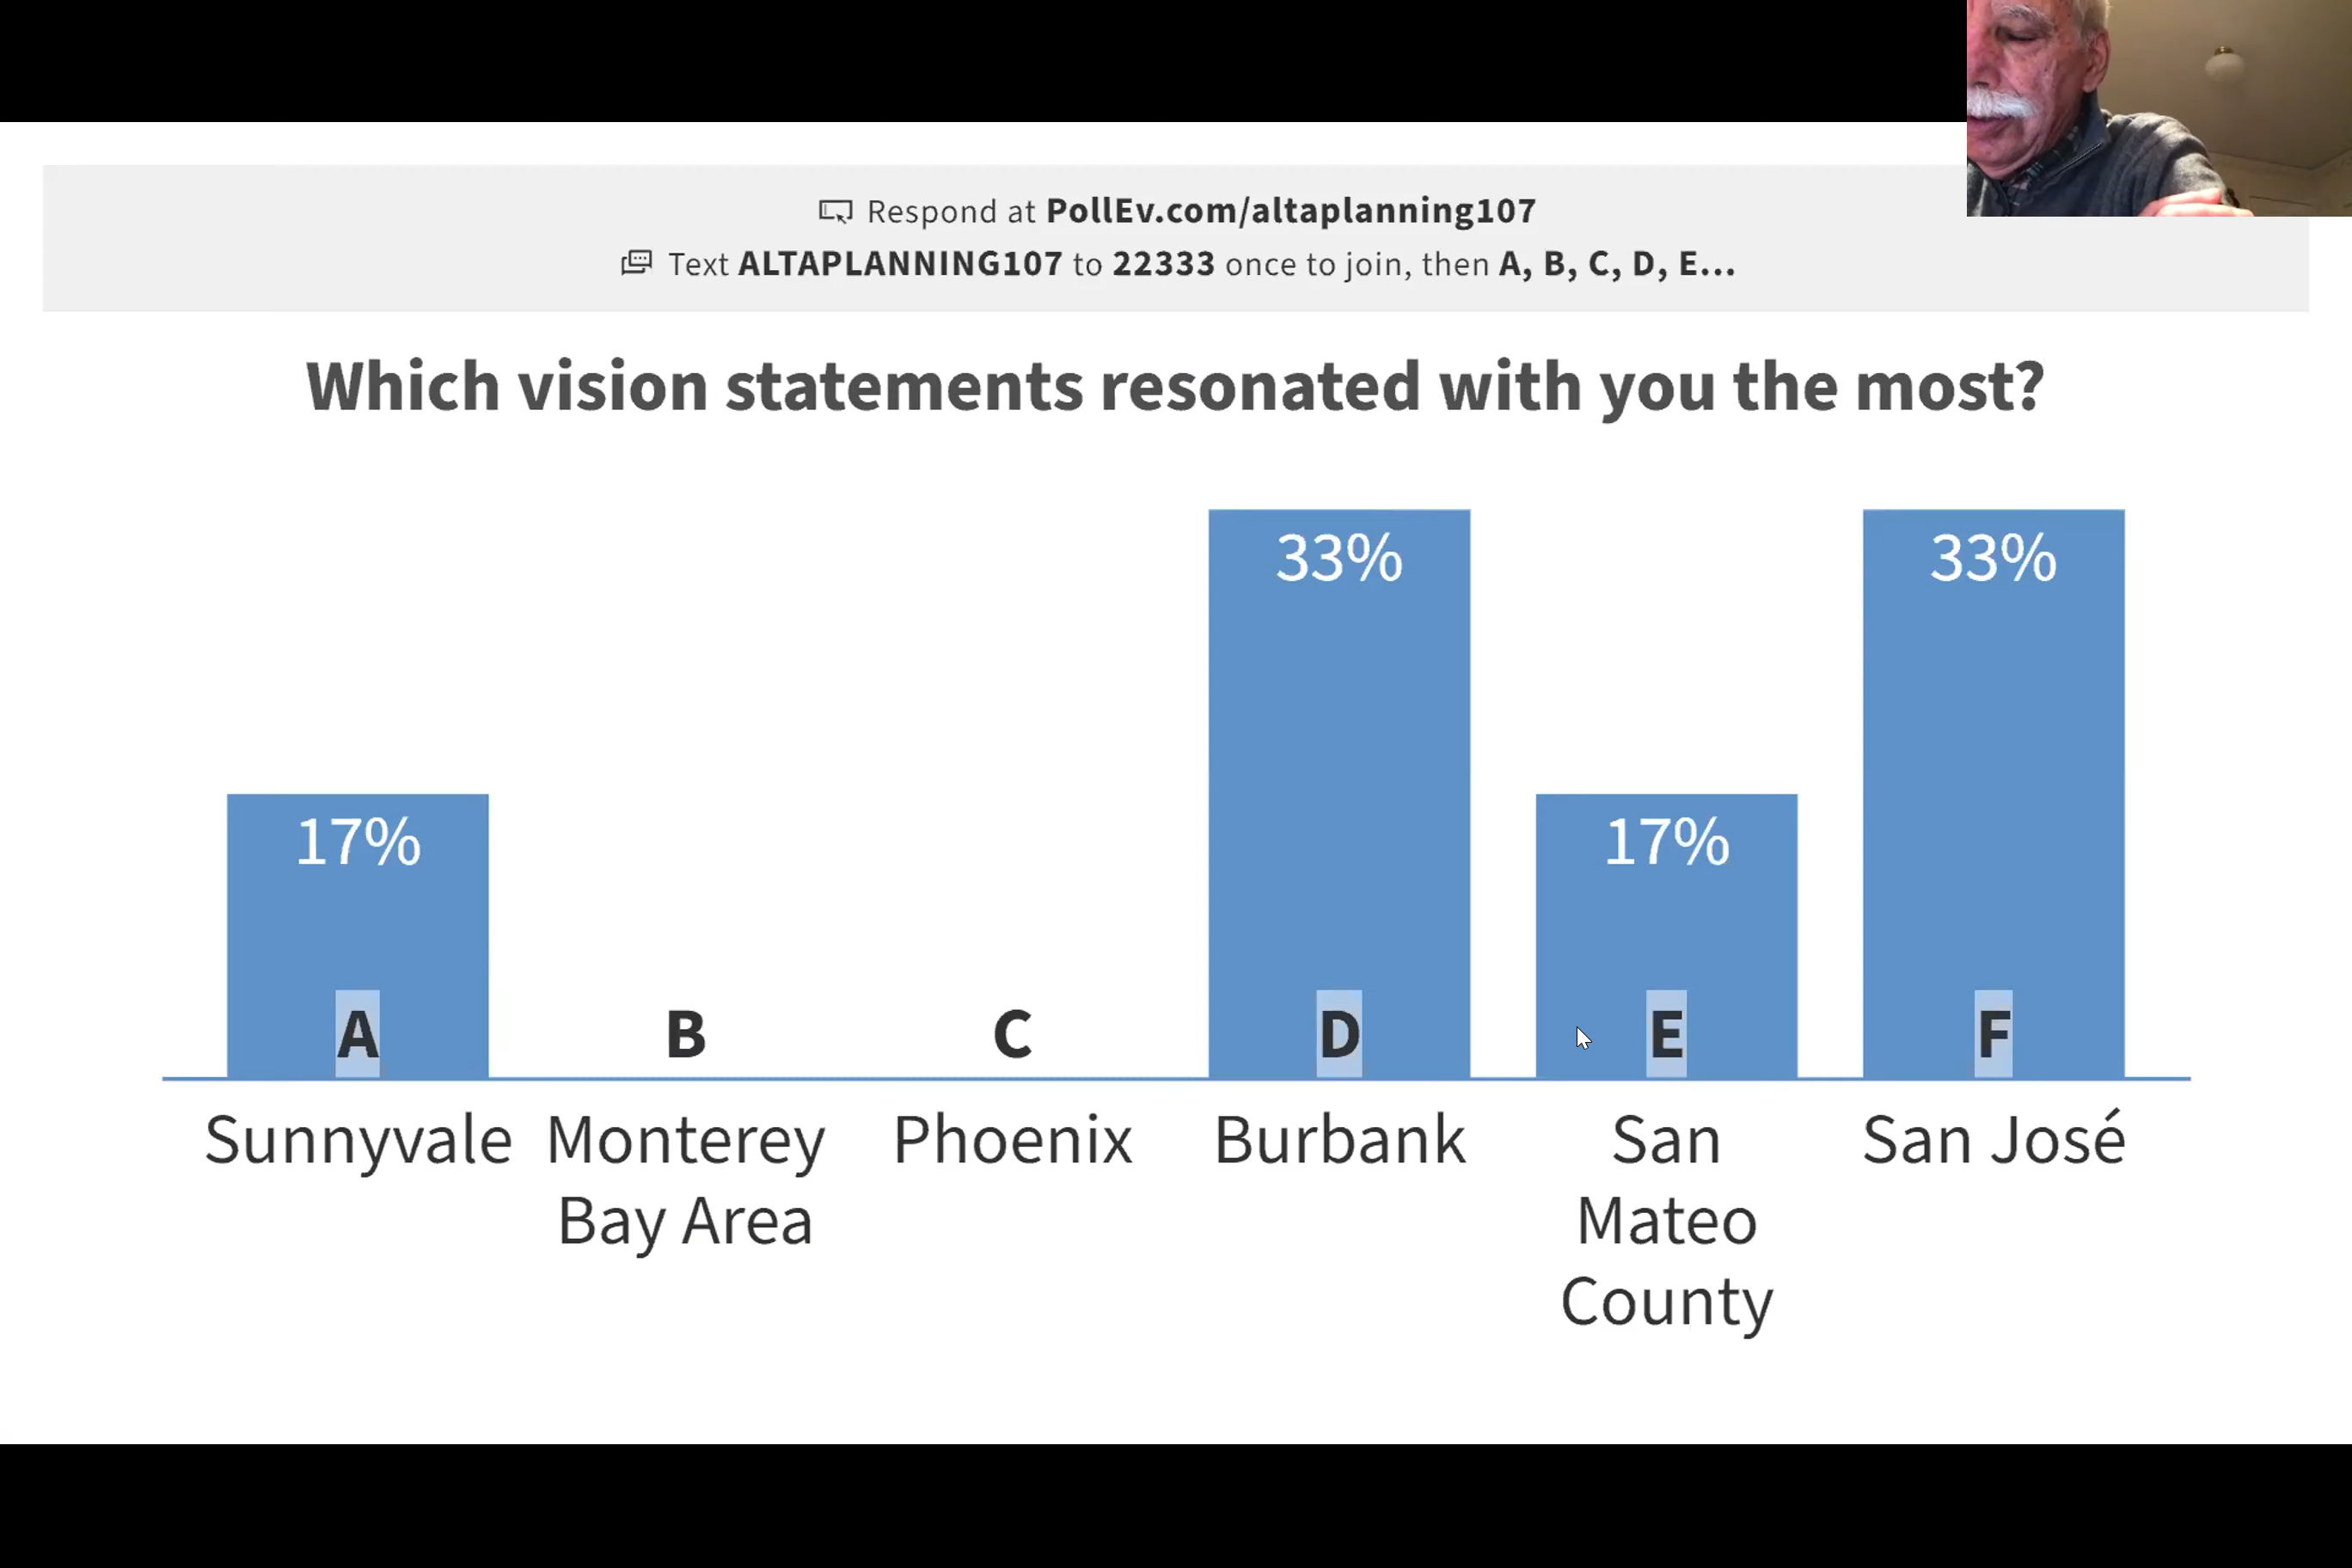 Respond at PollEv.com/altaplanning107
Text ALTAPLANNING107 to 22333 once to join, then A, B, C, D, E...
Which vision statements resonated with you the most?
33%
33%
17%
17%
A
B
C
D
E
F
Sunnyvale
Monterey
Bay Area
Phoenix
Burbank
San
Mateo
County
San José